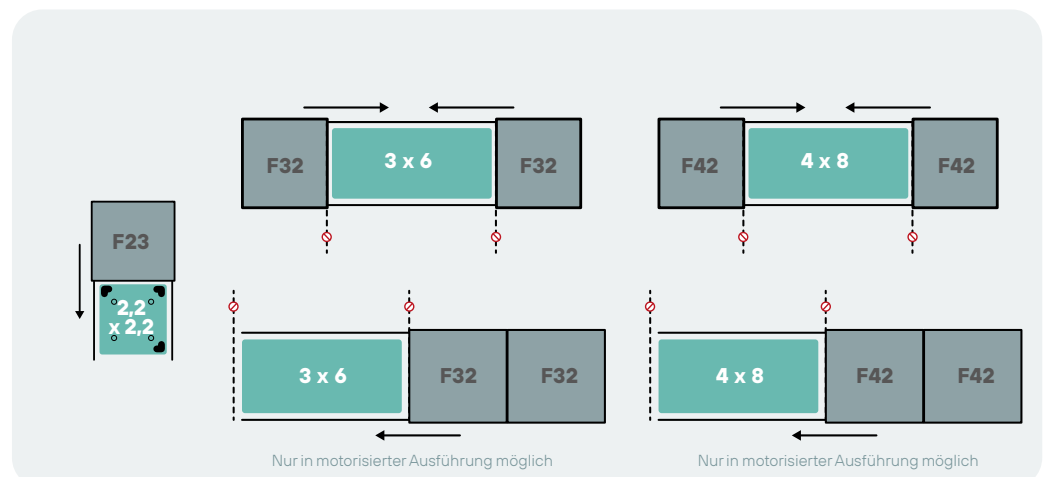 F32
3 x 6
F32
F42
4 x 8
F42
F23
2,2
x 2,2
3 x 6
F32
F32
4 x 8
F42
F42
Nur in motorisierter Ausführung möglich
Nur in motorisierter Ausführung möglich